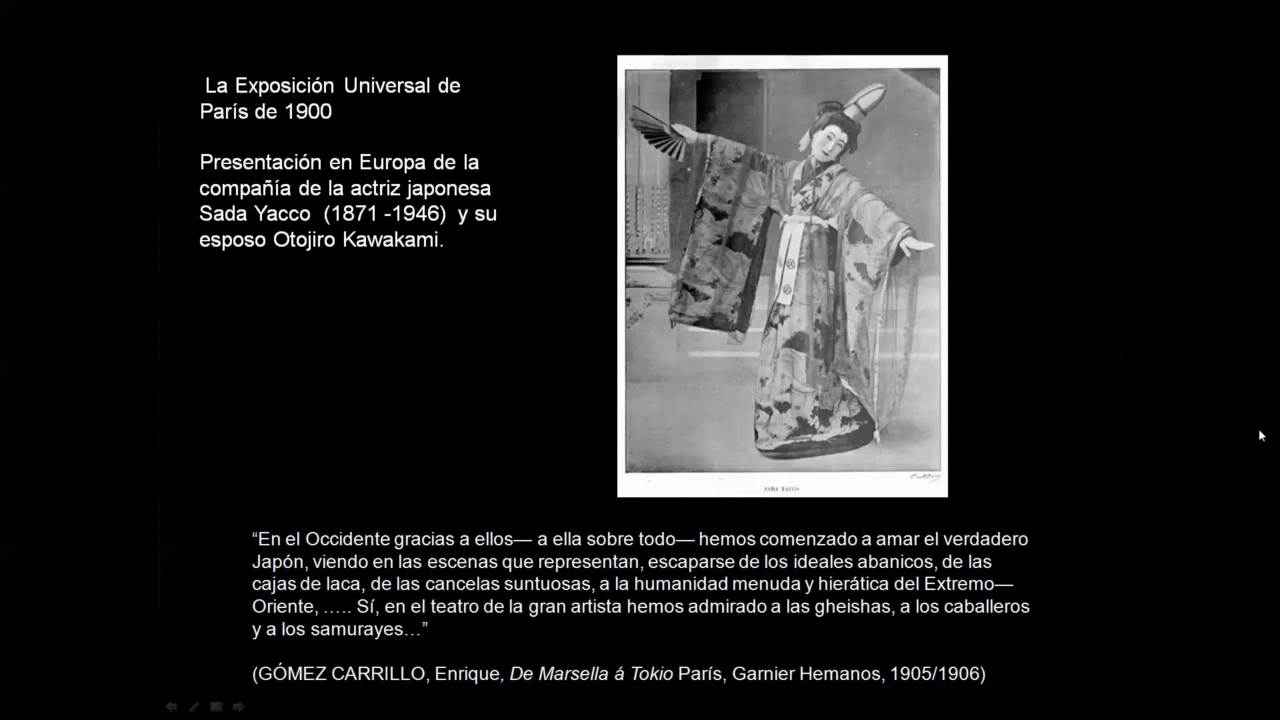 La Exposición Universal de
París de 1900
Presentación en Europa de la
compañía de la actriz japonesa
Sada Yacco (1871 -1946) y su
esposo Otojiro Kawakami.
SADA YACCO
“En el Occidente gracias a ellos— a ella sobre todo— hemos comenzado a amar el verdadero
Japón, viendo en las escenas que representan, escaparse de los ideales abanicos, de las
cajas de laca, de las cancelas suntuosas, a la humanidad menuda y hierática del Extremo—
Oriente, ….. Sí, en el teatro de la gran artista hemos admirado a las gheishas, a los caballeros
y a los samurayes…”
(GÓMEZ CARRILLO, Enrique, De Marsella á Tokio París, Garnier Hemanos, 1905/1906)